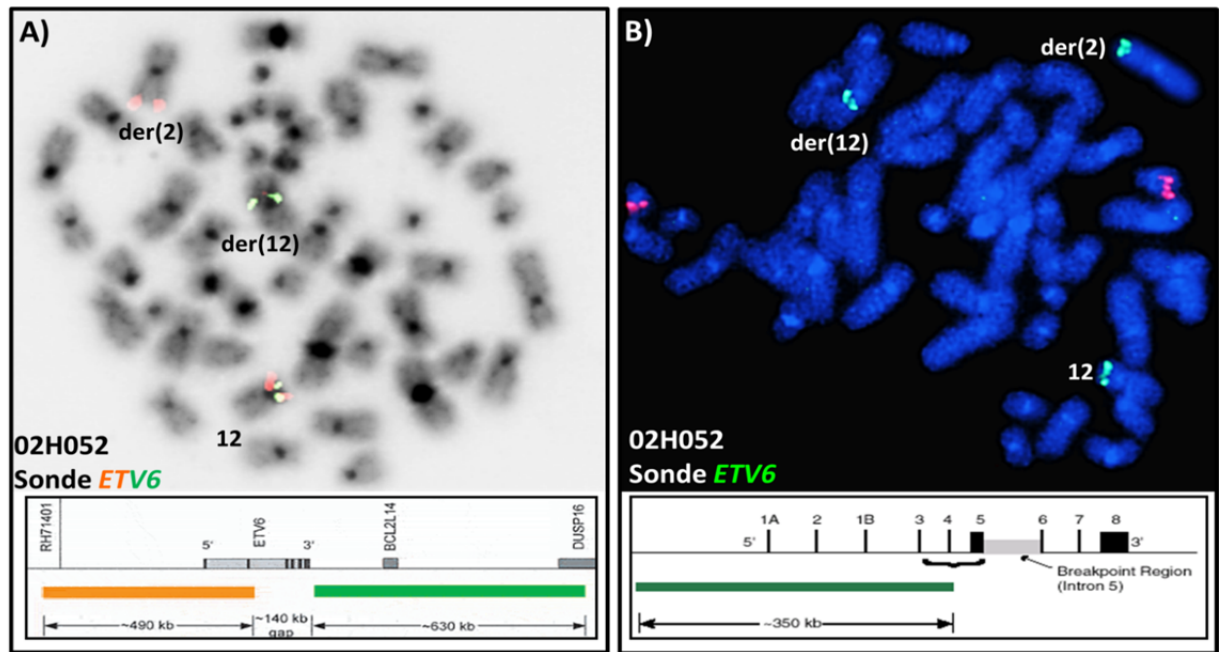 A)
der(2)
der(12)
12
02H052
Sonde ETV6
RH71401
5'
ETV6
3'
BCL2L14
DUSP16
~490 kb
~140 kb
gap
~630 kb
B)
der(2)
der(12)
12
02H052
Sonde ETV6
5'
1A
2
1B
3
4
5
6
7
8
3'
Breakpoint Region
(Intron 5)
~350 kb